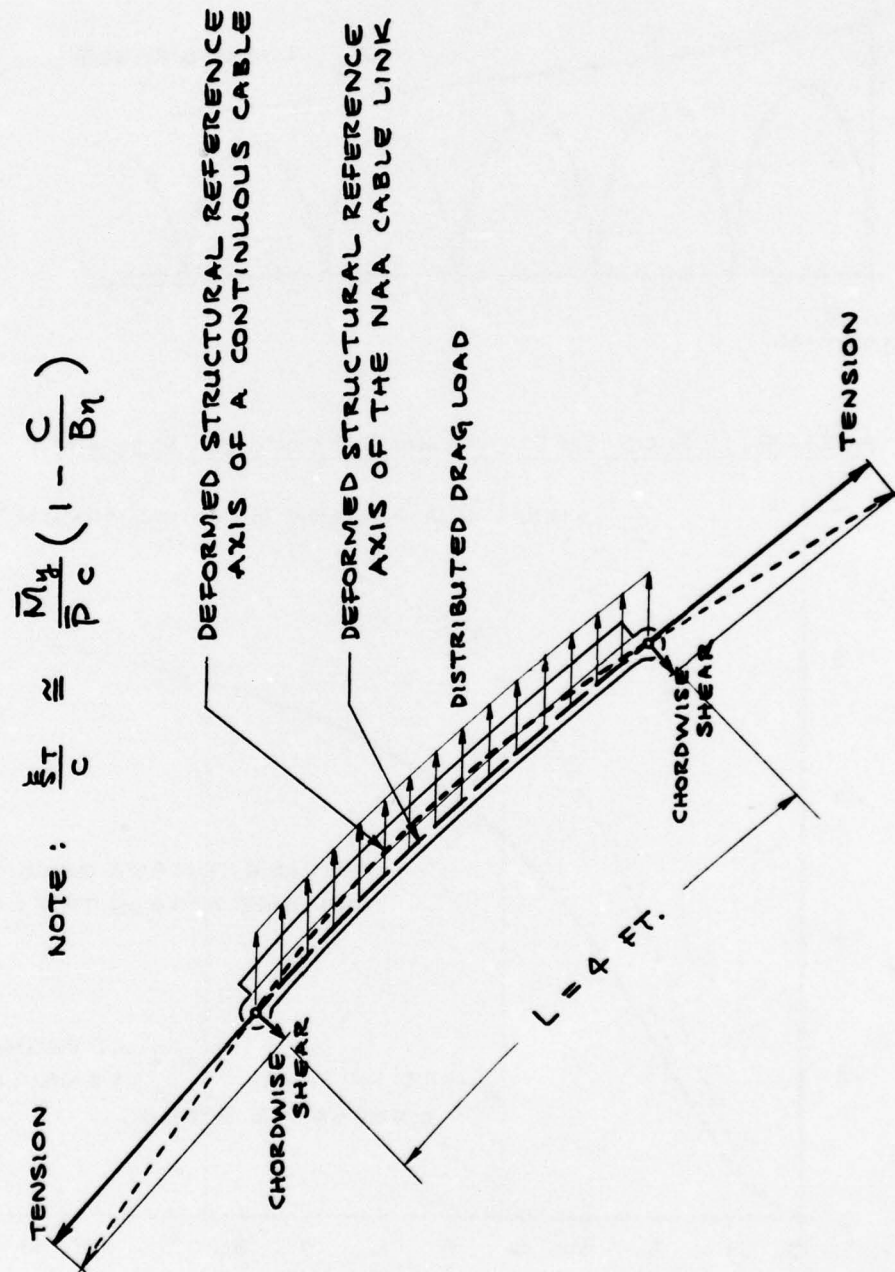 NOTE: ξT/c ≅ M̄y/P̄c (1 - C/Bη)
DEFORMED STRUCTURAL REFERENCE
AXIS OF A CONTINUOUS CABLE
DEFORMED STRUCTURAL REFERENCE
AXIS OF THE NAA CABLE LINK
DISTRIBUTED DRAG LOAD
TENSION
CHORDWISE
SHEAR
L = 4 FT.
CHORDWISE
SHEAR
TENSION